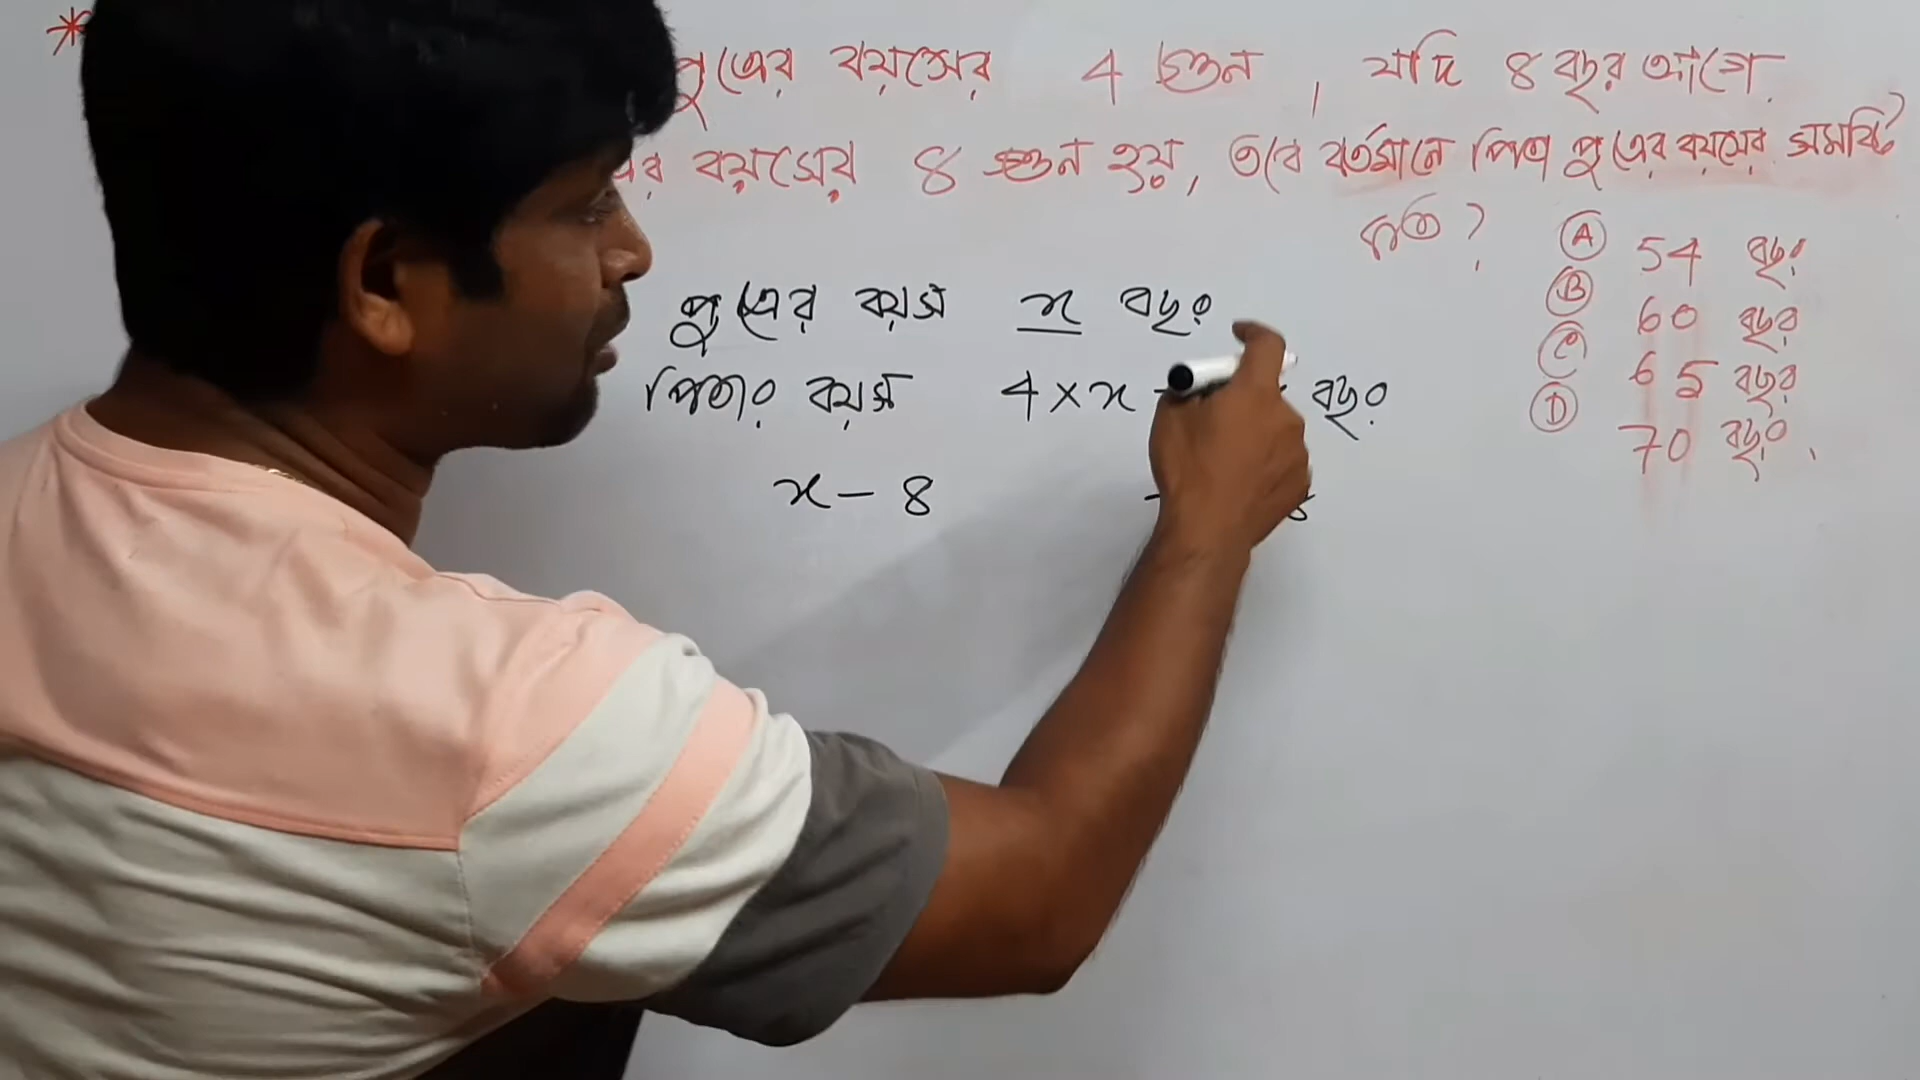 * পুত্রের বয়সের 4 গুন, যদি ৪ বছর আগে
বয়সের ৪ গুন হয়, তবে বর্তমানে পিতা পুত্রের বয়সের সমষ্টি
কত ?
A 54 বছর
B 60 বছর
C 65 বছর
D 70 বছর
পুত্রের বয়স x বছর
পিতার বয়স 4 × x বছর
x - 8